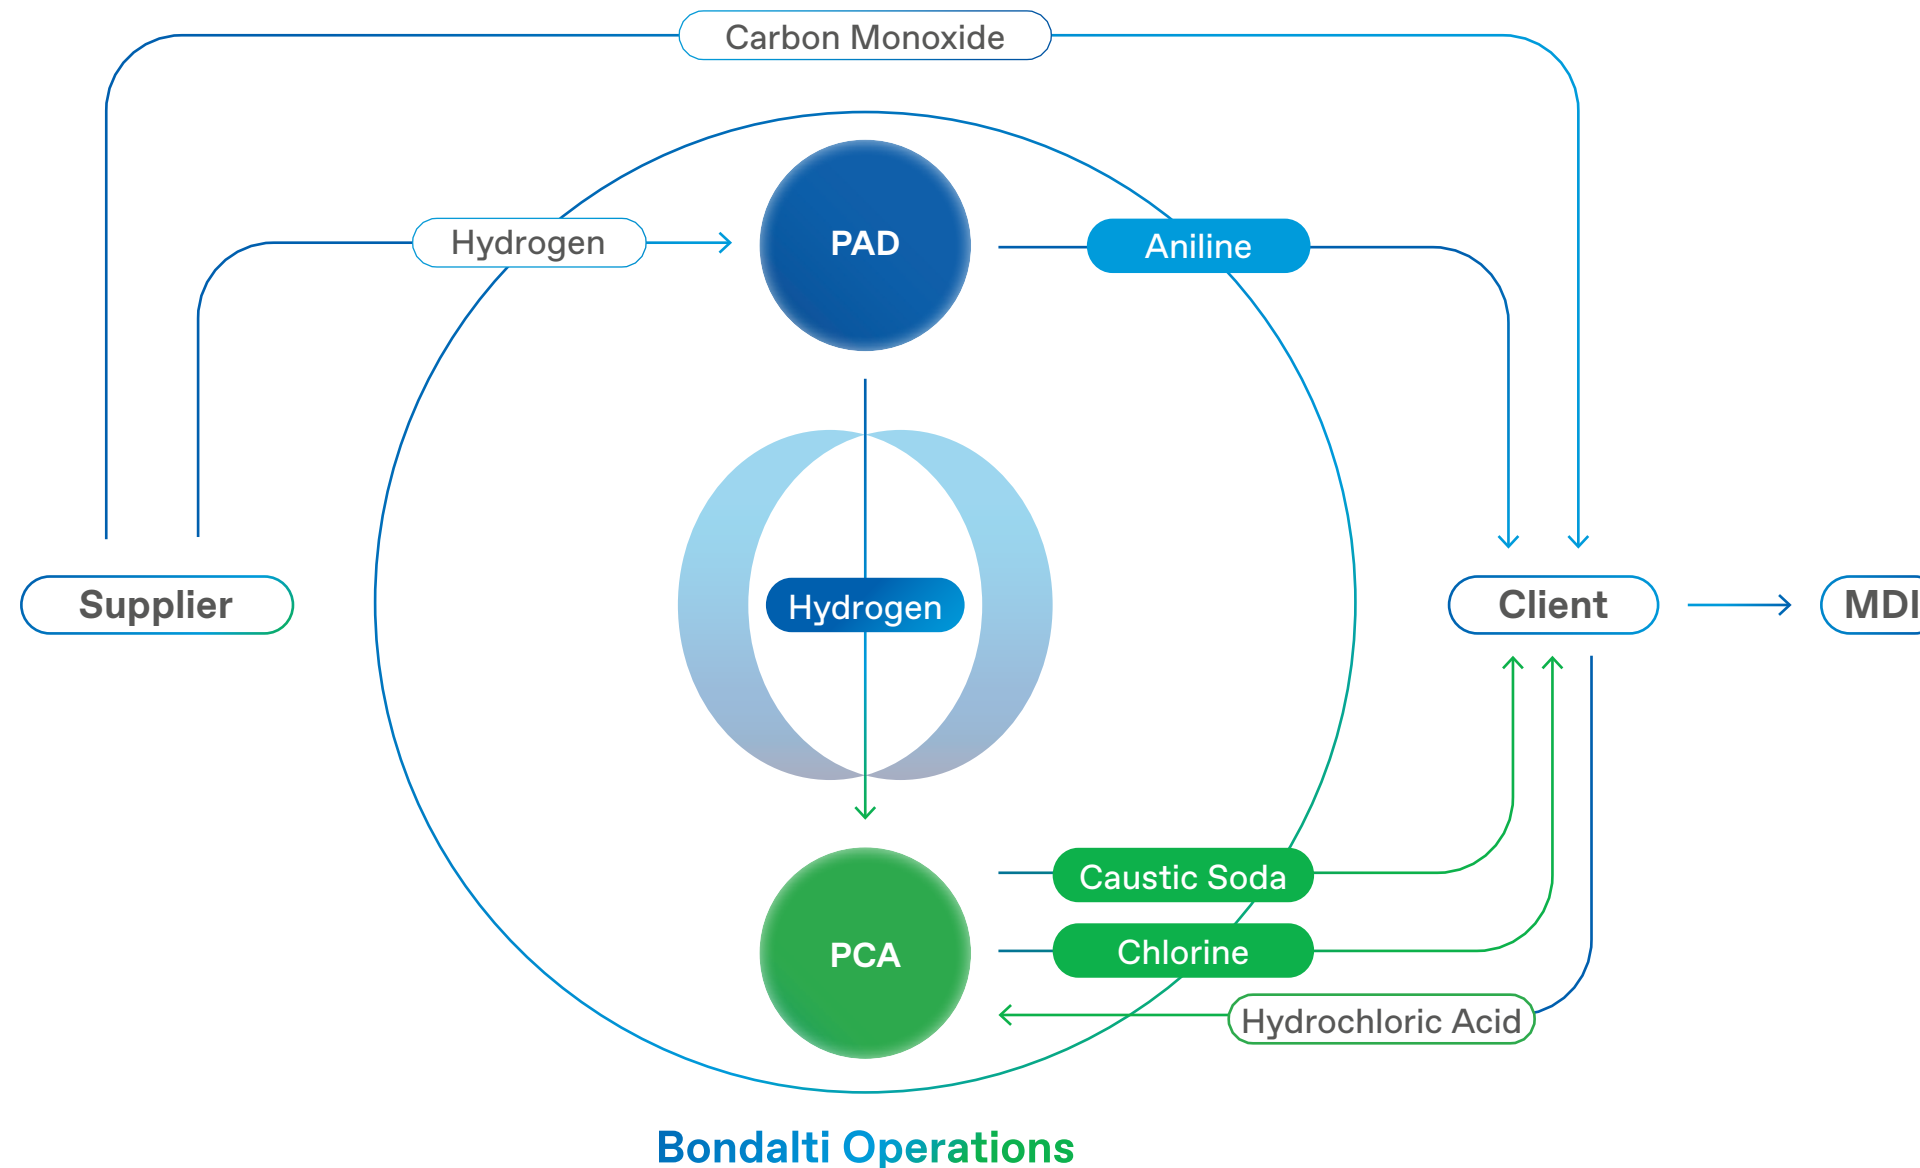 Carbon Monoxide
Hydrogen
PAD
Aniline
Supplier
Hydrogen
Client
MDI
Caustic Soda
PCA
Chlorine
Hydrochloric Acid
Bondalti Operations